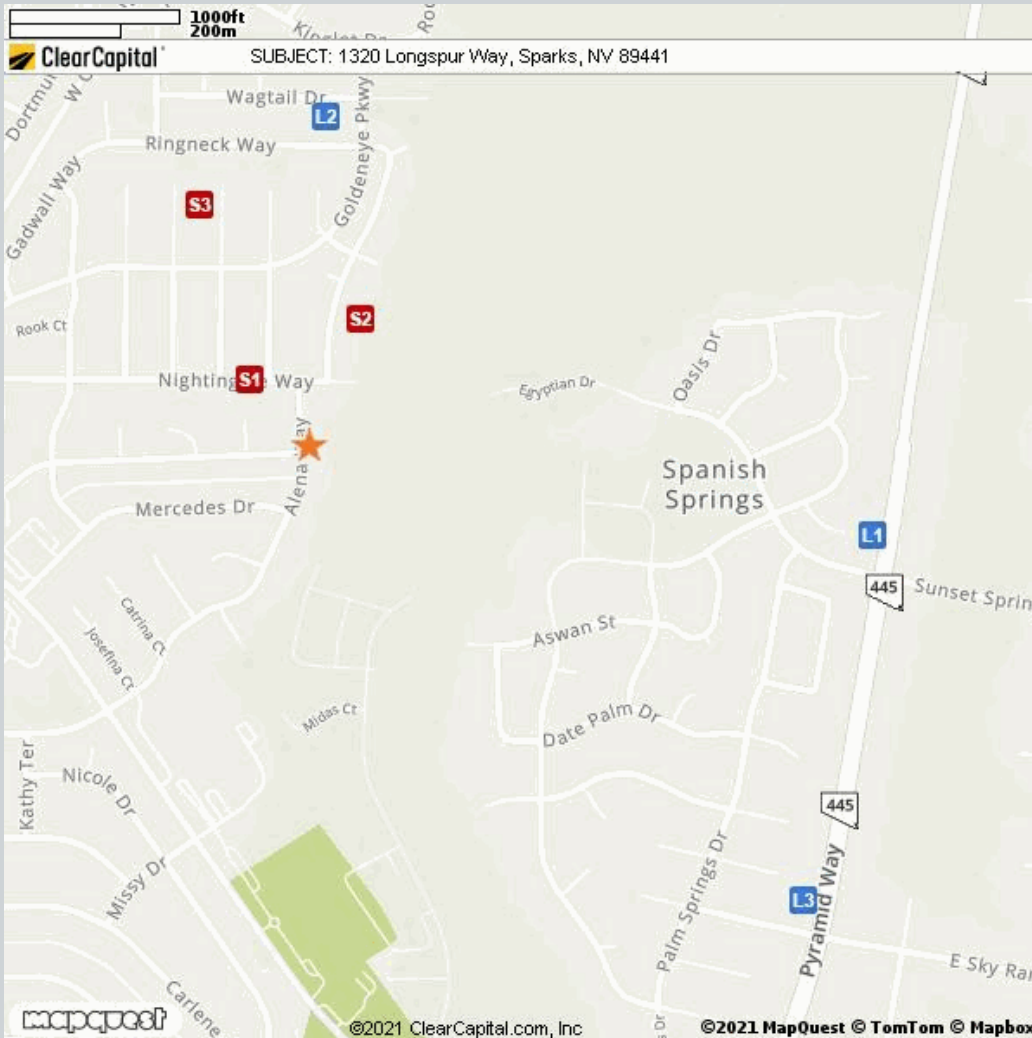 1000ft
200m
Kinglet Dr
ClearCapital
SUBJECT: 1320 Longspur Way, Sparks, NV 89441
Wagtail Dr
L2
Ringneck Way
Goldeneye Pkwy
Gadwall Way
S3
Rook Ct
S2
Oasis Dr
Nighti
S1
e Way
Egyptian Dr
Alena Way
Spanish
Springs
Mercedes Dr
L1
445
Sunset Sprin
Catrina Ct
Josefina Ct
Aswan St
Midas Ct
Date Palm Dr
Kathy Ter
Nicole Dr
445
Missy Dr
Palm Springs Dr
Pyramid Way
L3
E Sky Ra
Carlene
mapquest
©2021 ClearCapital.com, Inc
©2021 MapQuest © TomTom © Mapbox